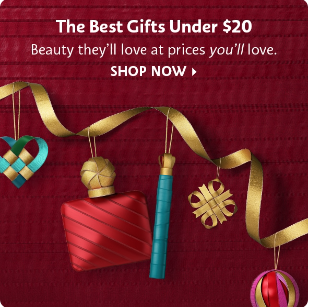 The Best Gifts Under $20
Beauty they'll love at prices you'll love.
SHOP NOW